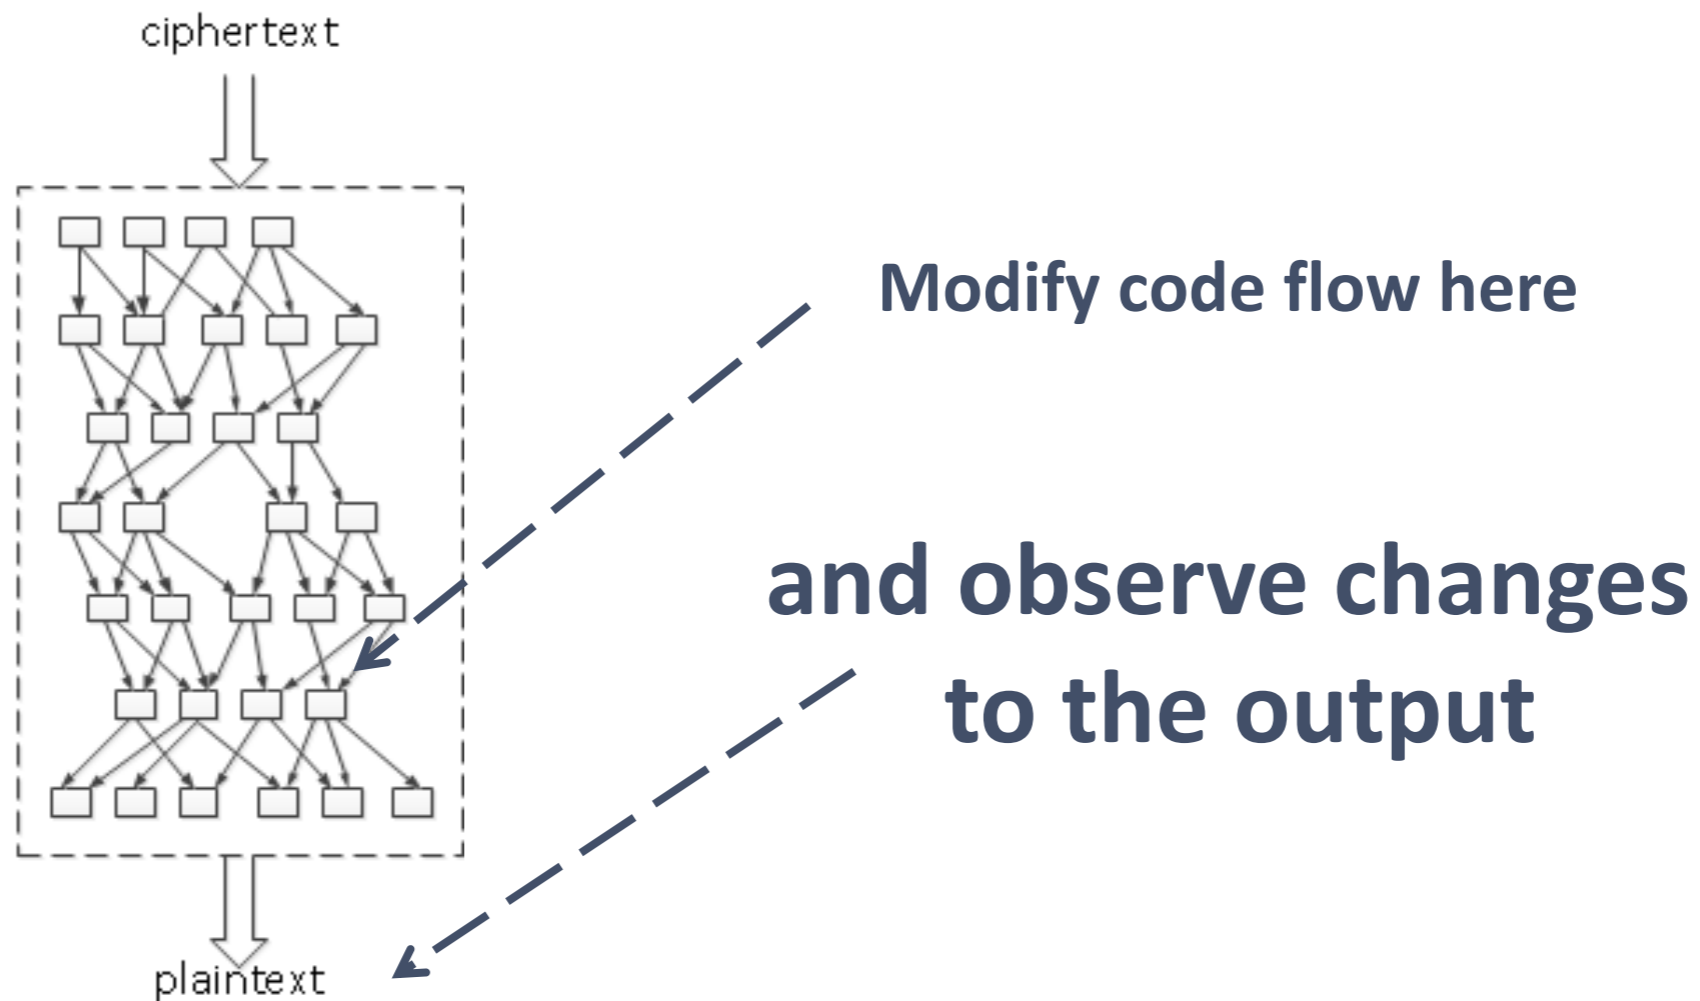 ciphertext
Modify code flow here
and observe changes
to the output
plaintext